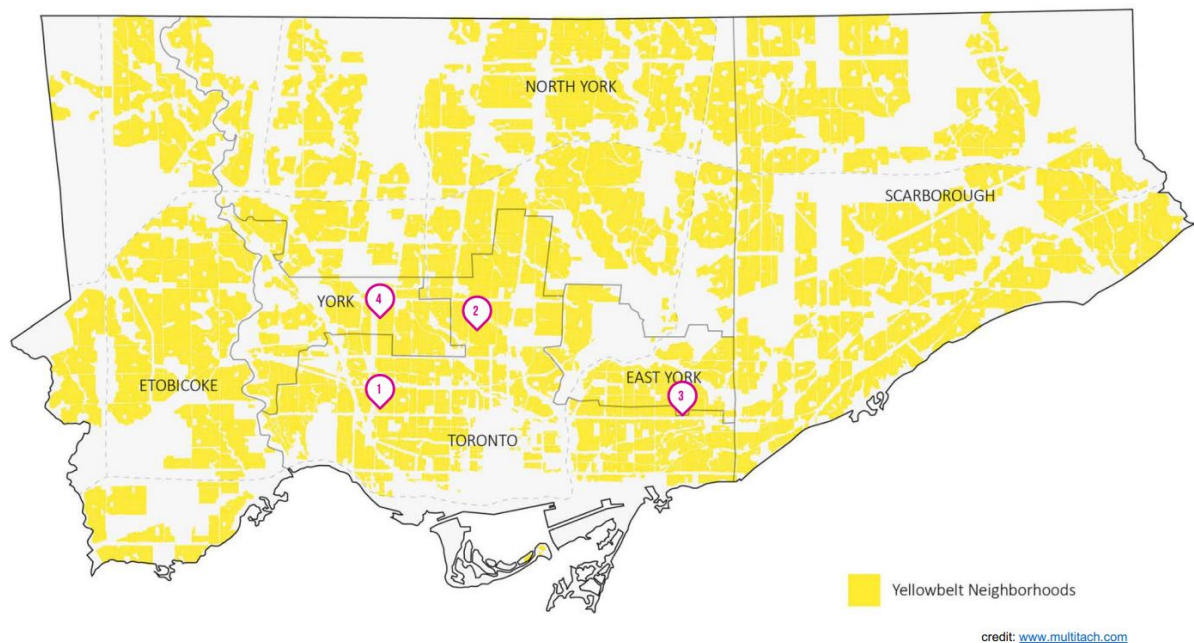 NORTH YORK
SCARBOROUGH
YORK
4
2
ETOBICOKE
1
EAST YORK
3
TORONTO
Yellowbelt Neighborhoods
credit: www.multitach.com